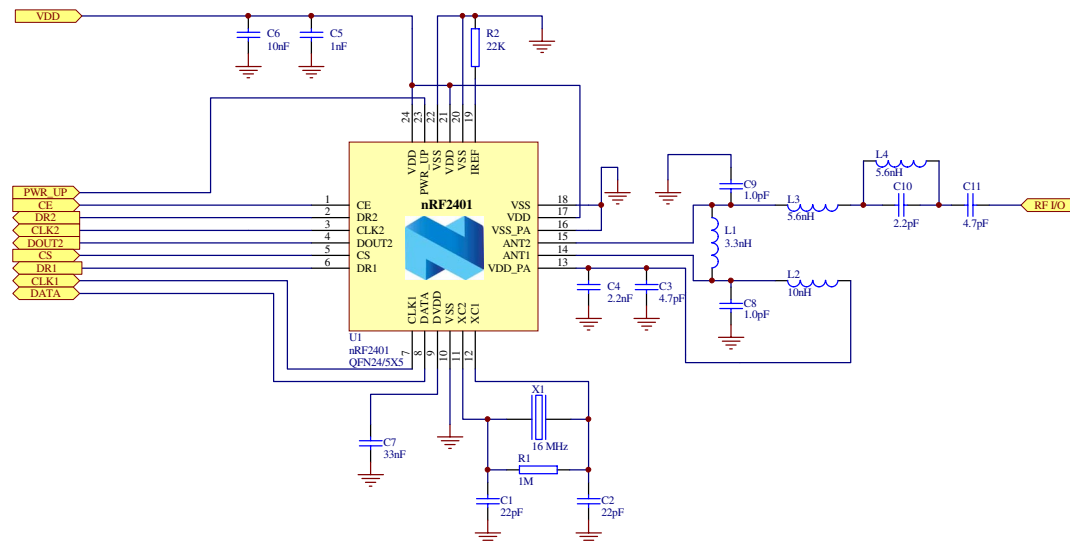 VDD
C6
10nF
C5
1nF
R2
22K
24
23
22
21
20
19
VDD
PWR_UP
VSS
VDD
VSS
IREF
nRF2401
PWR_UP
CE
DR2
CLK2
DOUT2
CS
DR1
CLK1
DATA
1
2
3
4
5
6
CE
DR2
CLK2
DOUT2
CS
DR1
VSS
VDD
VSS_PA
ANT2
ANT1
VDD_PA
18
17
16
15
14
13
CLK1
DATA
DVDD
VSS
XC2
XC1
7
8
9
10
11
12
U1
nRF2401
QFN24/5X5
C4
2.2nF
C3
4.7pF
C9
1.0pF
L1
3.3nH
C8
1.0pF
L3
5.6nH
L2
10nH
L4
5.6nH
C10
2.2pF
C11
4.7pF
RF I/O
C7
33nF
X1
16 MHz
R1
1M
C1
22pF
C2
22pF